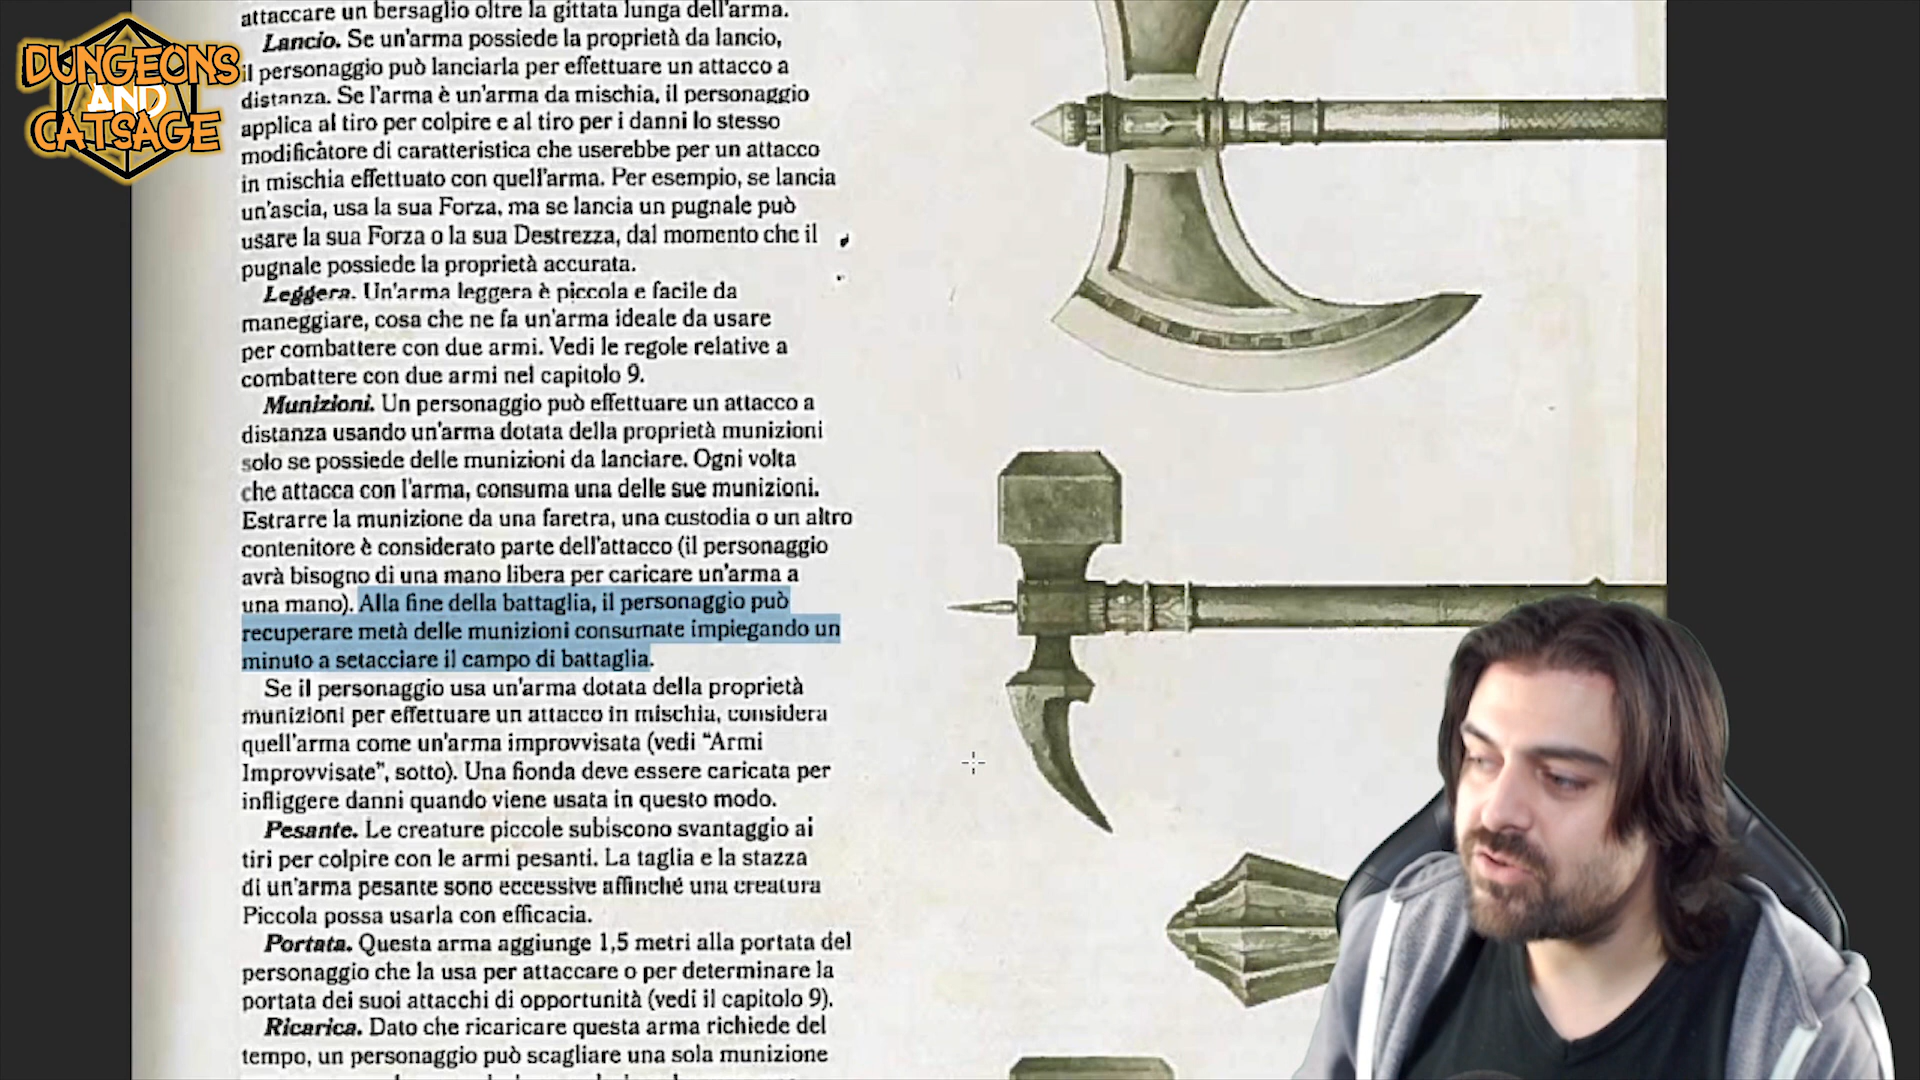 DUNGEONS
AND
CATSAGE
attaccare un bersaglio oltre la gittata lunga dell'arma.
Lancio. Se un'arma possiede la proprietà da lancio,
il personaggio può lanciarla per effettuare un attacco a
distanza. Se l'arma è un'arma da mischia, il personaggio
applica al tiro per colpire e al tiro per i danni lo stesso
modificatore di caratteristica che userebbe per un attacco
in mischia effettuato con quell'arma. Per esempio, se lancia
un'ascia, usa la sua Forza, ma se lancia un pugnale può
usare la sua Forza o la sua Destrezza, dal momento che il
pugnale possiede la proprietà accurata.
Leggera. Un'arma leggera è piccola e facile da
maneggiare, cosa che ne fa un'arma ideale da usare
per combattere con due armi. Vedi le regole relative a
combattere con due armi nel capitolo 9.
Munizioni. Un personaggio può effettuare un attacco a
distanza usando un'arma dotata della proprietà munizioni
solo se possiede delle munizioni da lanciare. Ogni volta
che attacca con l'arma, consuma una delle sue munizioni.
Estrarre la munizione da una faretra, una custodia o un altro
contenitore è considerato parte dell'attacco (il personaggio
avrà bisogno di una mano libera per caricare un'arma a
una mano). Alla fine della battaglia, il personaggio può
recuperare metà delle munizioni consumate impiegando un
minuto a setacciare il campo di battaglia.
Se il personaggio usa un'arma dotata della proprietà
munizioni per effettuare un attacco in mischia, considera
quell'arma come un'arma improvvisata (vedi “Armi
Improvvisate”, sotto). Una fionda deve essere caricata per
infliggere danni quando viene usata in questo modo.
Pesante. Le creature piccole subiscono svantaggio ai
tiri per colpire con le armi pesanti. La taglia e la stazza
di un'arma pesante sono eccessive affinché una creatura
Piccola possa usarla con efficacia.
Portata. Questa arma aggiunge 1,5 metri alla portata del
personaggio che la usa per attaccare o per determinare la
portata dei suoi attacchi di opportunità (vedi il capitolo 9).
Ricarica. Dato che ricaricare questa arma richiede del
tempo, un personaggio può scagliare una sola munizione